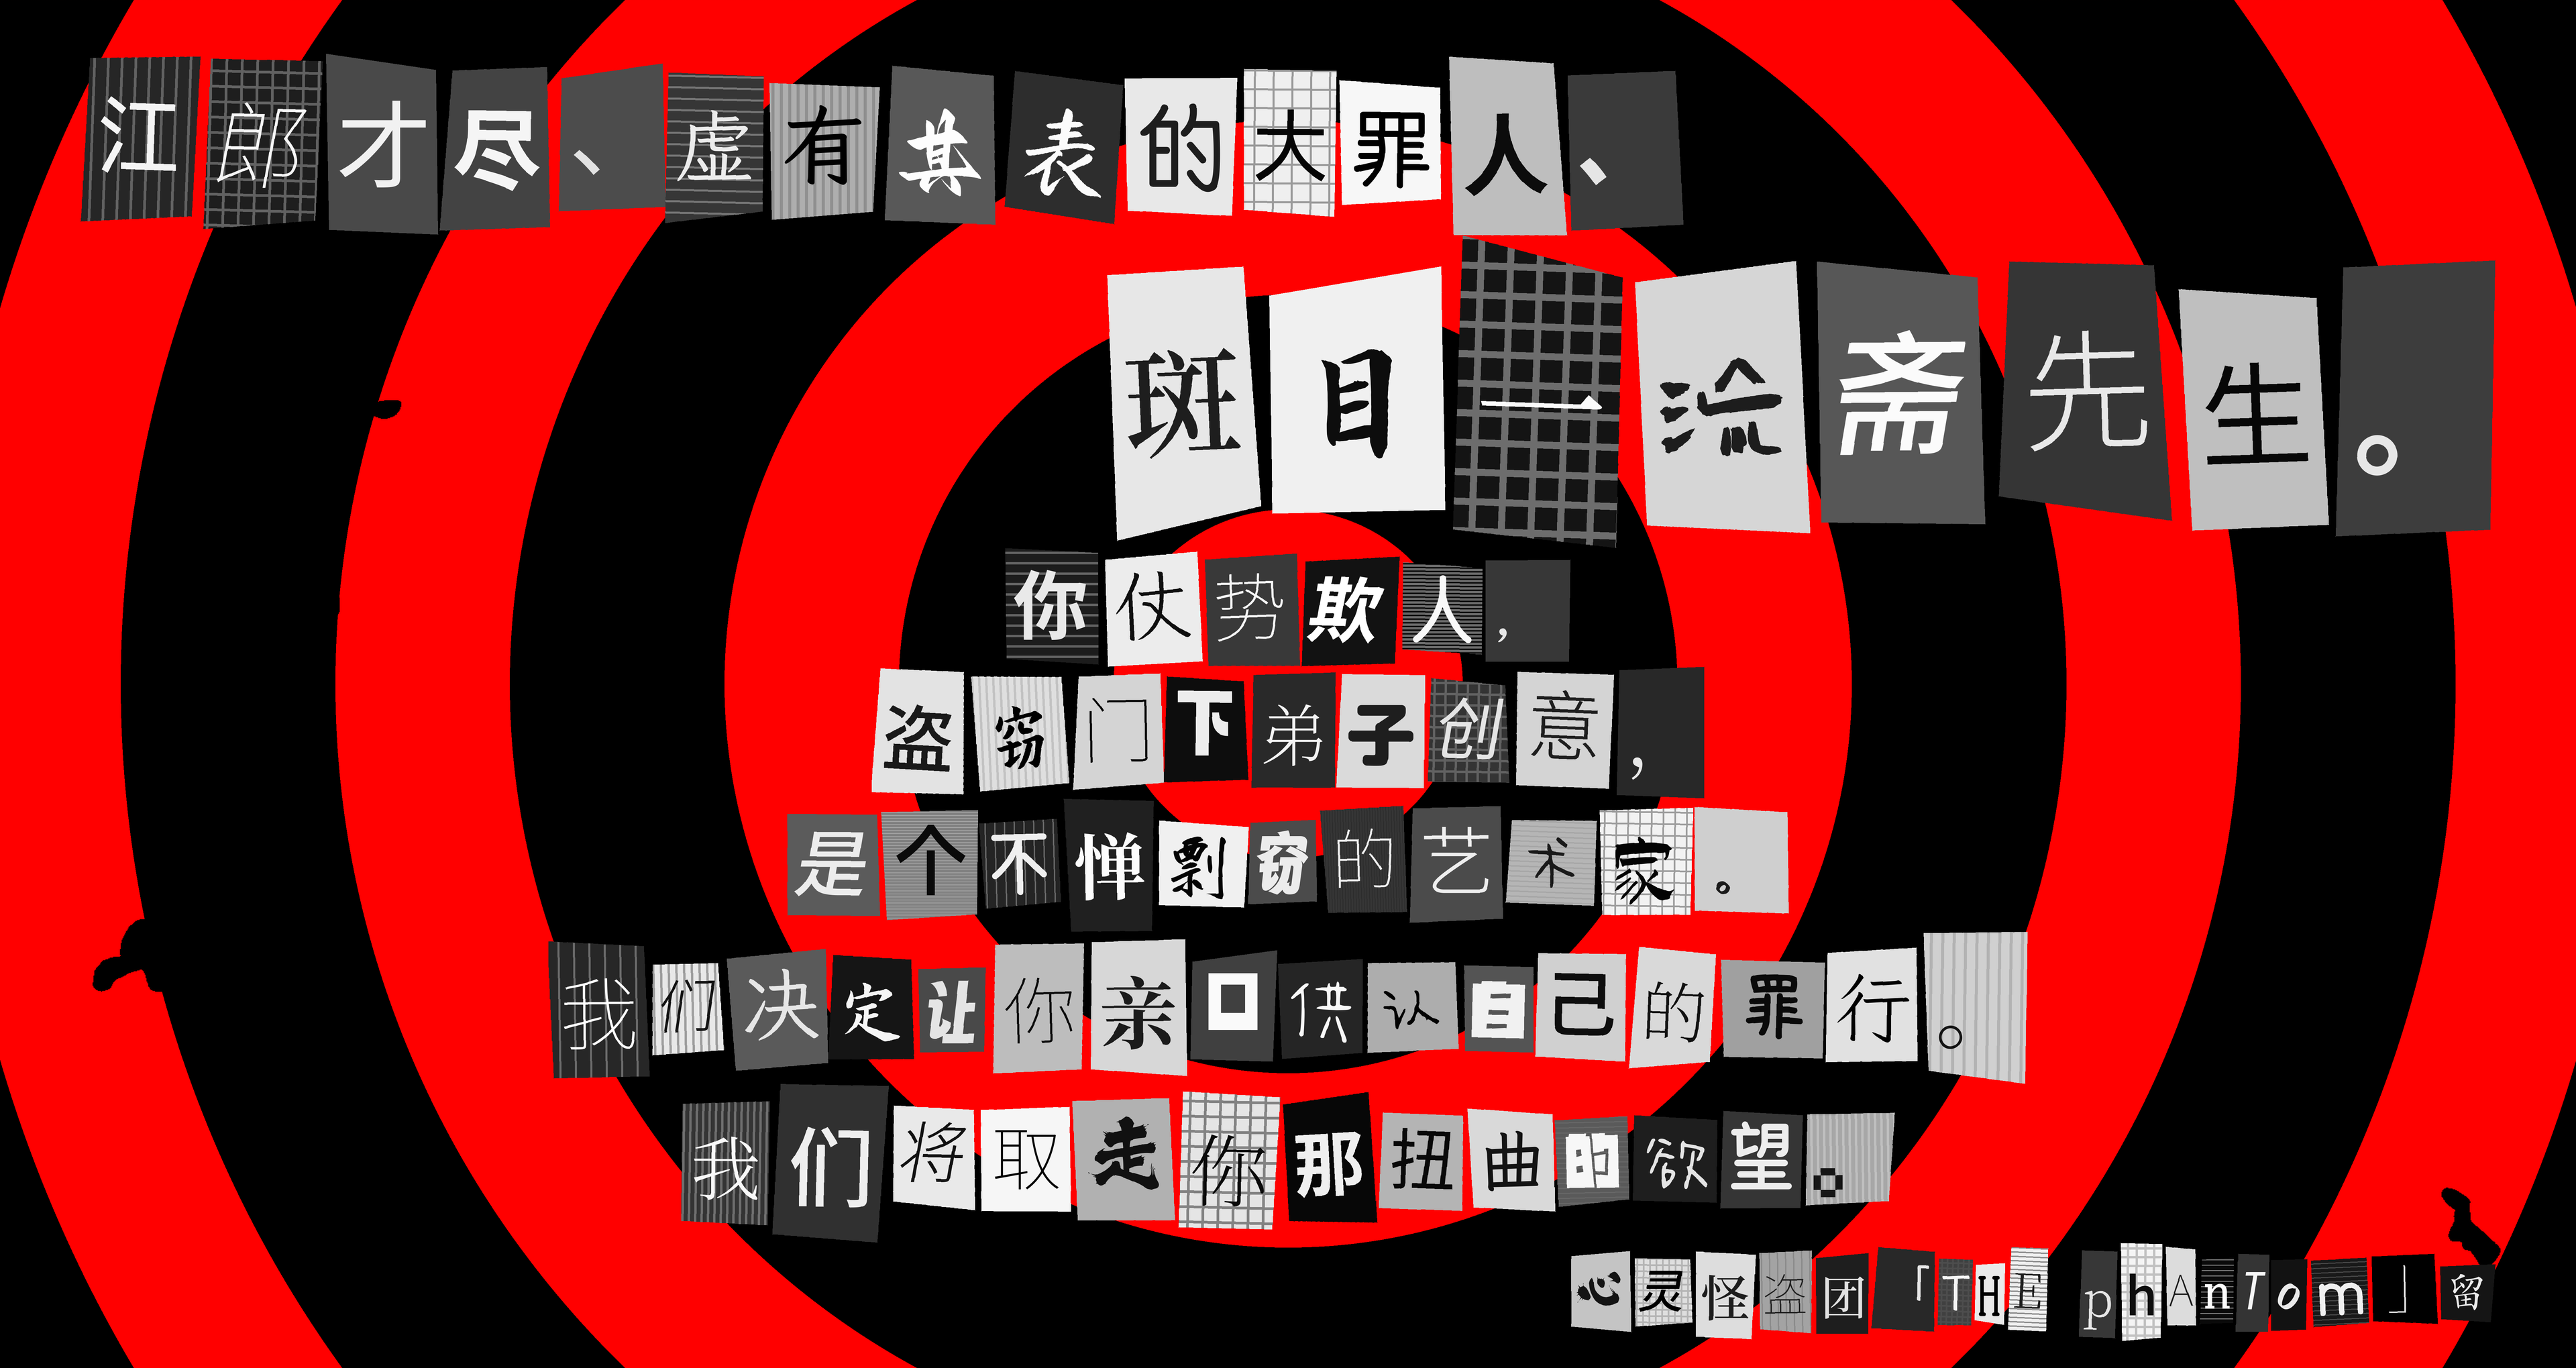 江郎才尽、虚有其表的大罪人、
斑目一流斋先生。
你仗势欺人，
盗窃门下弟子创意，
是个不惮剽窃的艺术家。
我们决定让你亲口供认自己的罪行。
我们将取走你那扭曲的欲望。
心灵怪盗团「THE phAnTom」留